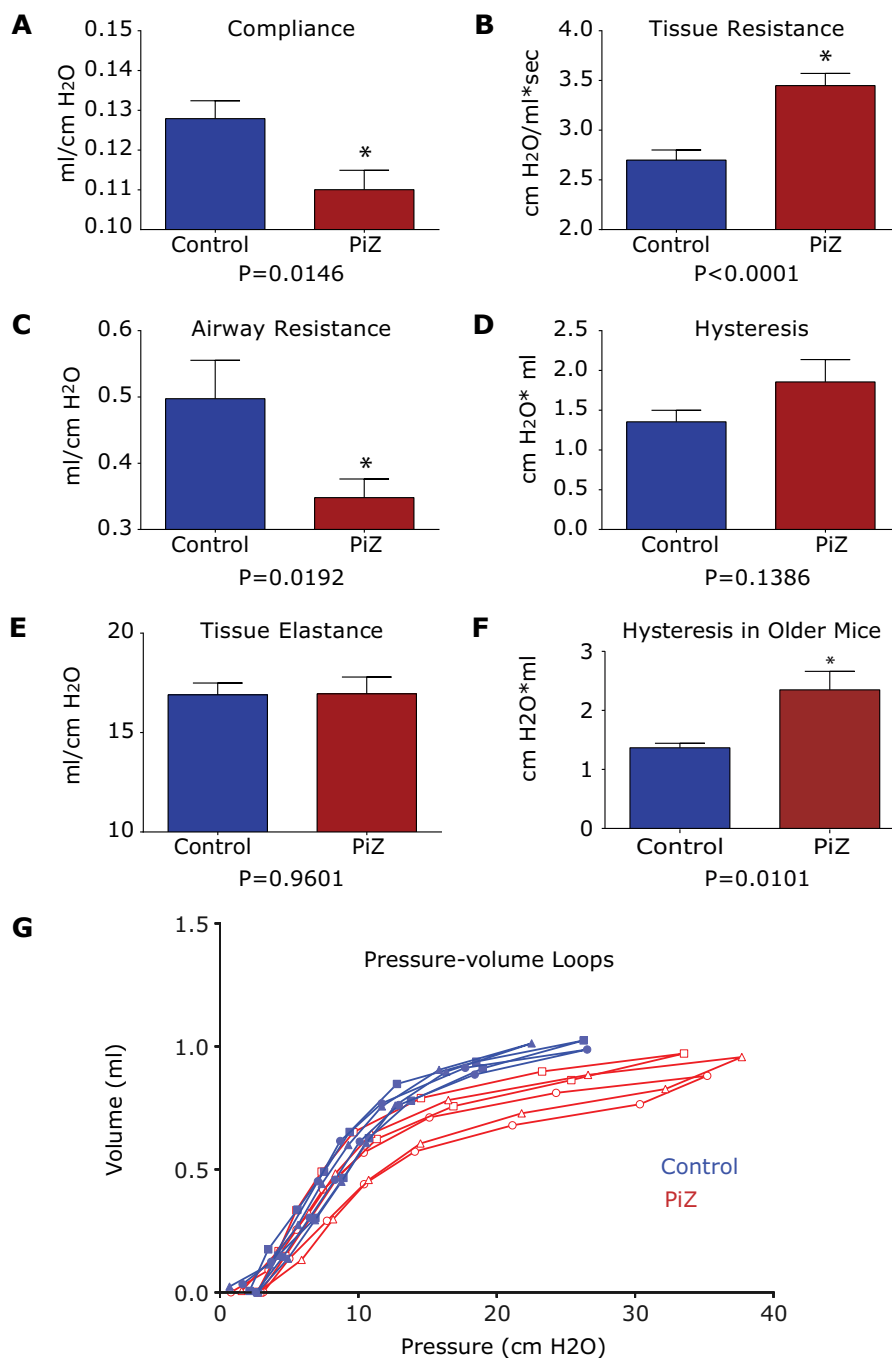 A
Compliance
ml/cm H2O
0.15
0.14
0.13
0.12
0.11
0.10
*
Control
PiZ
P=0.0146
B
Tissue Resistance
cm H2O/ml*sec
4.0
3.5
3.0
2.5
2.0
*
Control
PiZ
P<0.0001
C
Airway Resistance
ml/cm H2O
0.6
0.5
0.4
0.3
*
Control
PiZ
P=0.0192
D
Hysteresis
cm H2O* ml
2.5
2.0
1.5
1.0
0.5
0.0
Control
PiZ
P=0.1386
E
Tissue Elastance
ml/cm H2O
20
15
10
Control
PiZ
P=0.9601
F
Hysteresis in Older Mice
cm H2O*ml
3
2
1
0
*
Control
PiZ
P=0.0101
G
Pressure-volume Loops
Volume (ml)
1.5
1.0
0.5
0.0
Control
PiZ
0
10
20
30
40
Pressure (cm H2O)